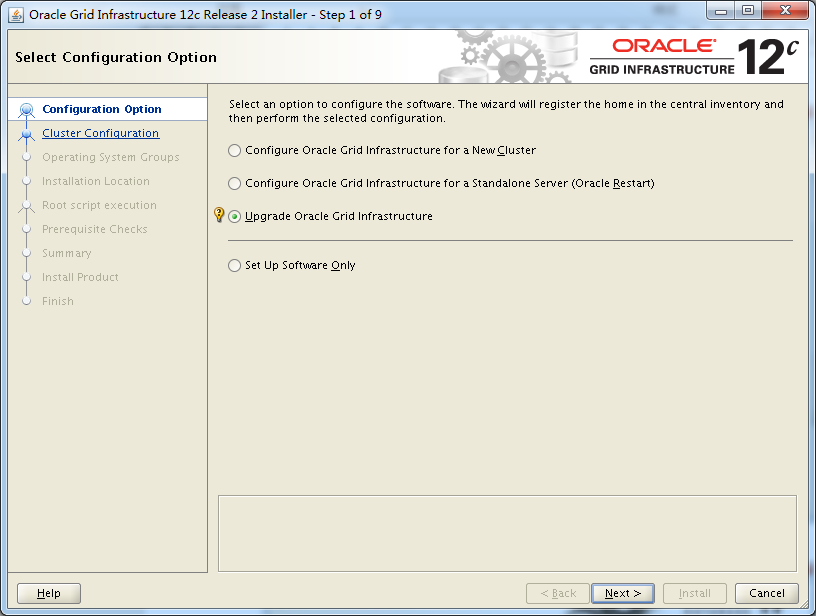 Oracle Grid Infrastructure 12c Release 2 Installer - Step 1 of 9
Select Configuration Option
ORACLE
GRID INFRASTRUCTURE
12c
Configuration Option
Cluster Configuration
Operating System Groups
Installation Location
Root script execution
Prerequisite Checks
Summary
Install Product
Finish
Select an option to configure the software. The wizard will register the home in the central inventory and
then perform the selected configuration.
Configure Oracle Grid Infrastructure for a New Cluster
Configure Oracle Grid Infrastructure for a Standalone Server (Oracle Restart)
Upgrade Oracle Grid Infrastructure
Set Up Software Only
Help
< Back
Next >
Install
Cancel